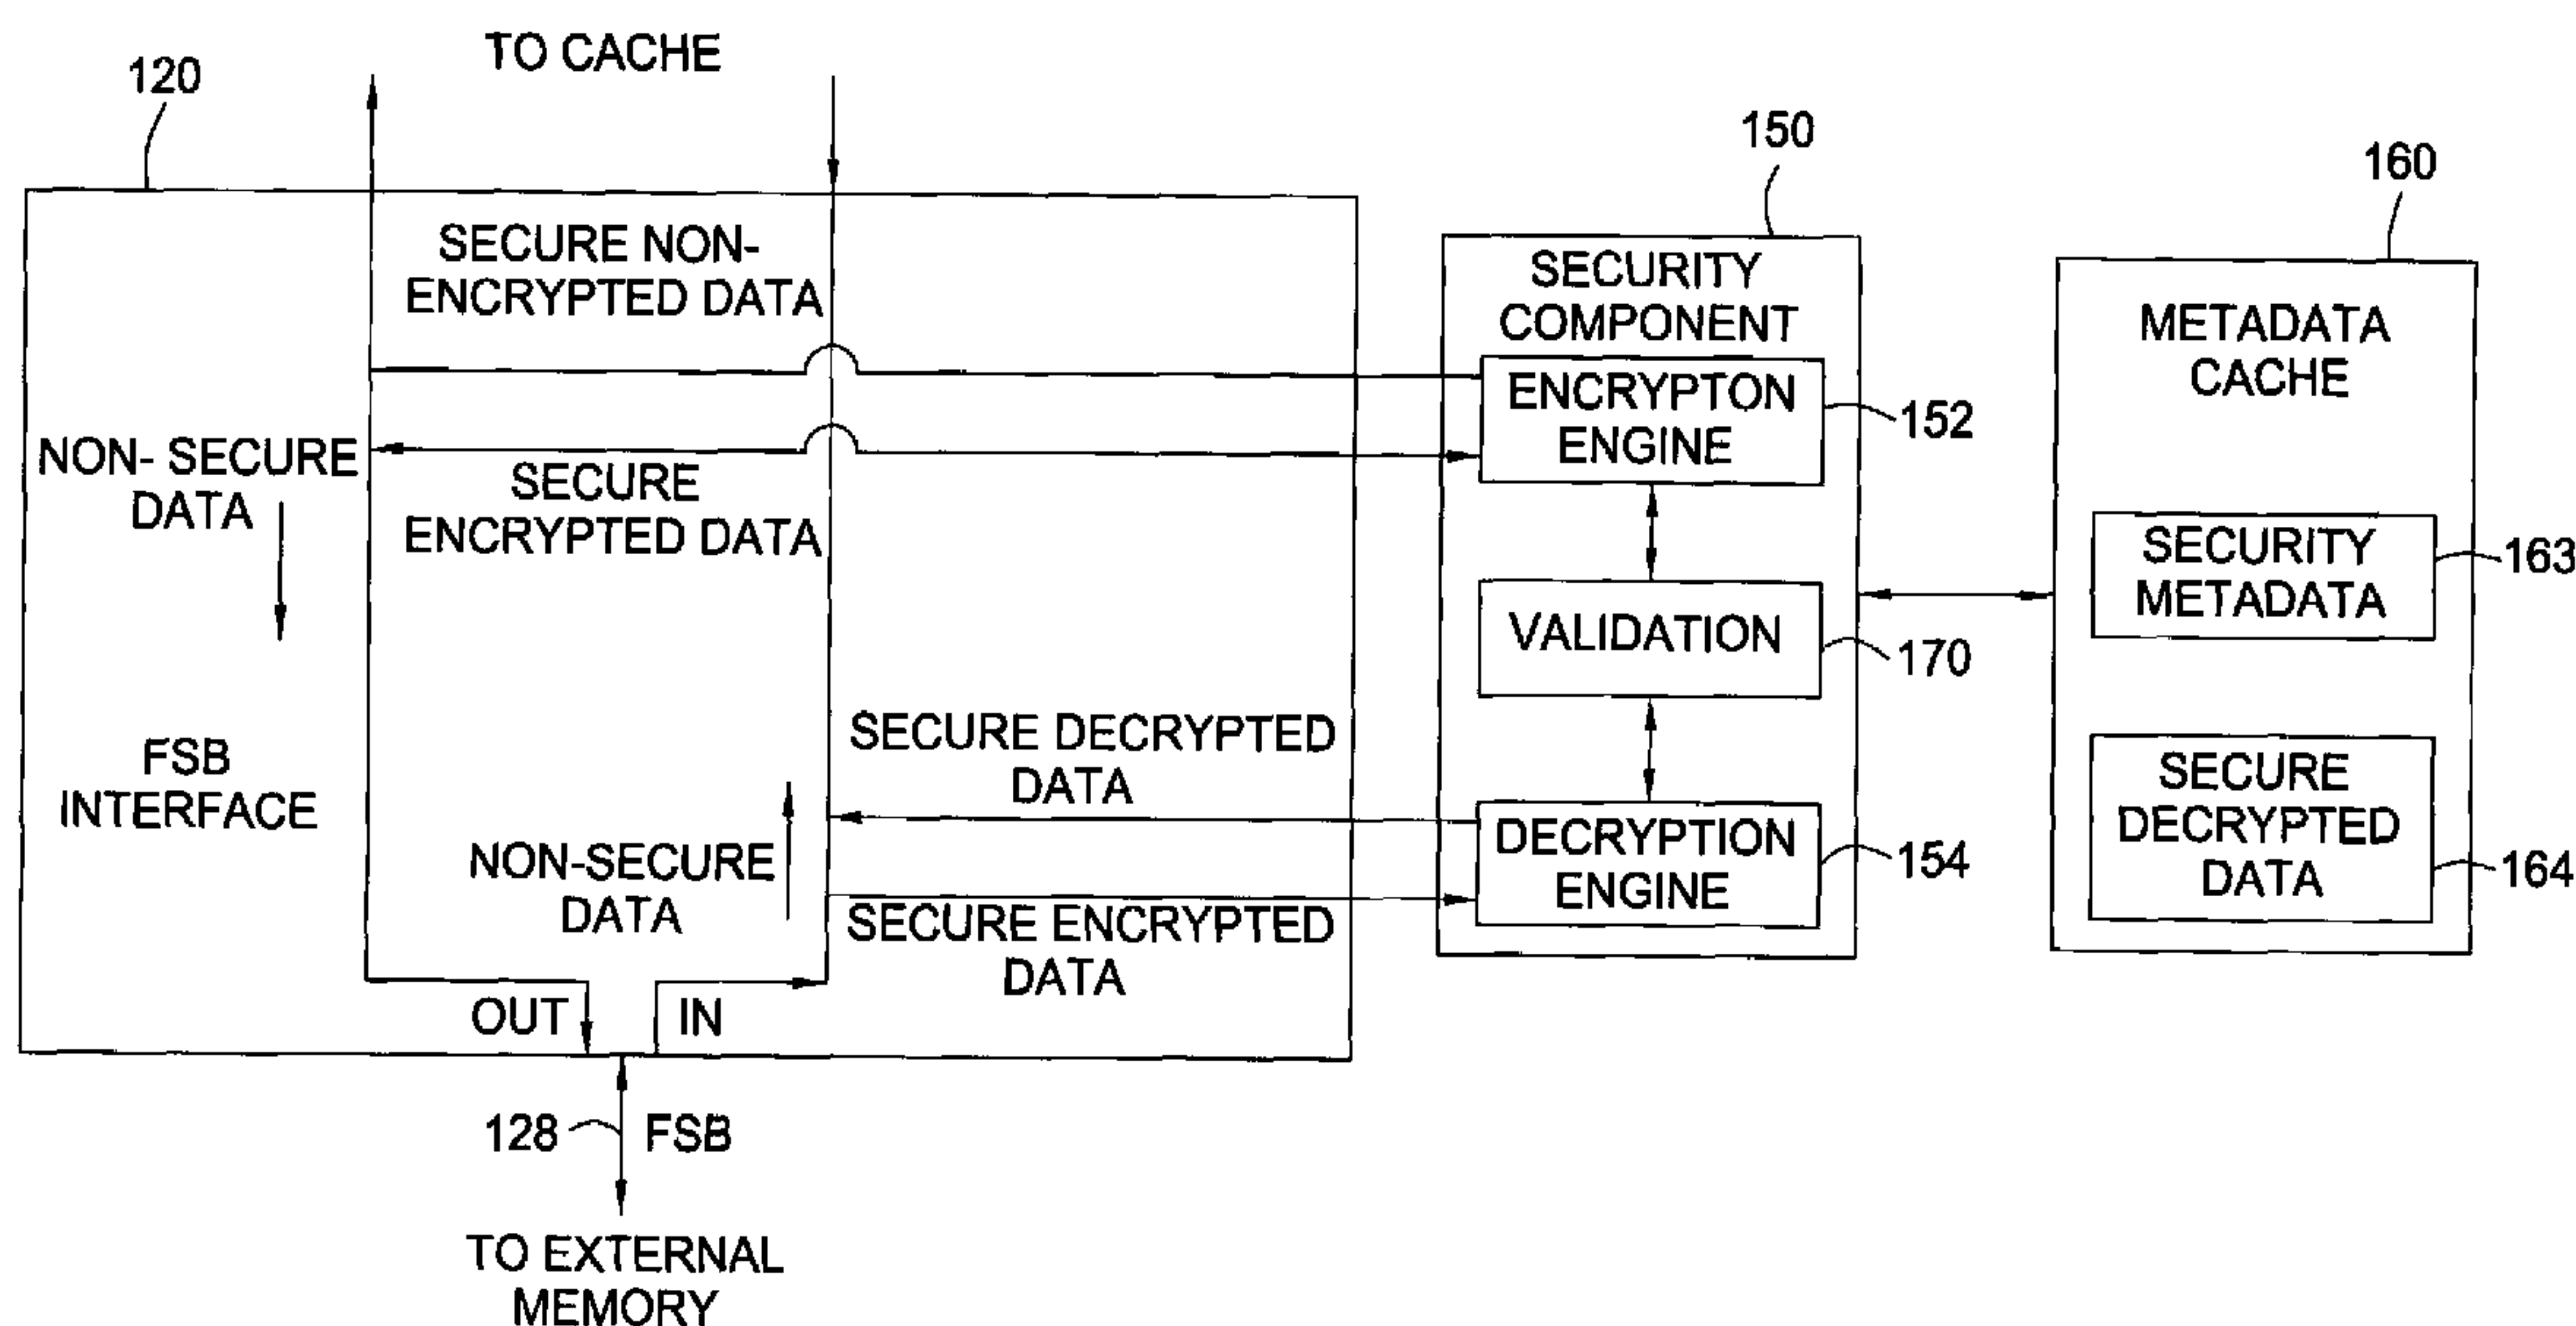 TO CACHE
120
150
160
SECURE NON-
ENCRYPTED DATA
SECURITY
COMPONENT
METADATA
CACHE
ENCRYPTON
ENGINE
152
NON- SECURE
DATA
SECURE
ENCRYPTED DATA
SECURITY
METADATA
163
VALIDATION
170
SECURE DECRYPTED
DATA
FSB
INTERFACE
SECURE
DECRYPTED
DATA
164
NON-SECURE
DATA
DECRYPTION
ENGINE
154
SECURE ENCRYPTED
DATA
OUT
IN
128
FSB
TO EXTERNAL
MEMORY